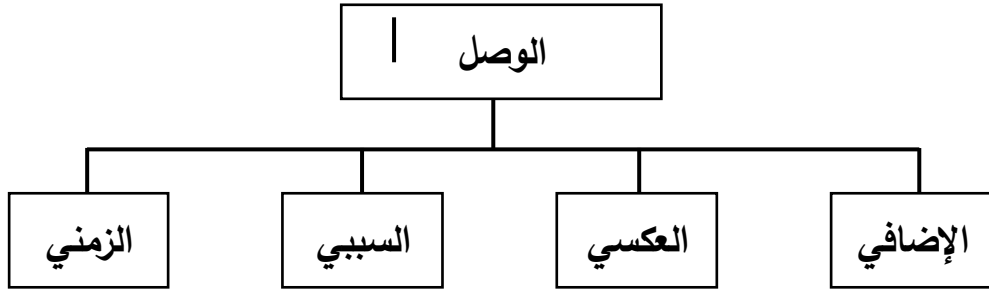 الوصل
الإضافي
العكسي
السببي
الزمني